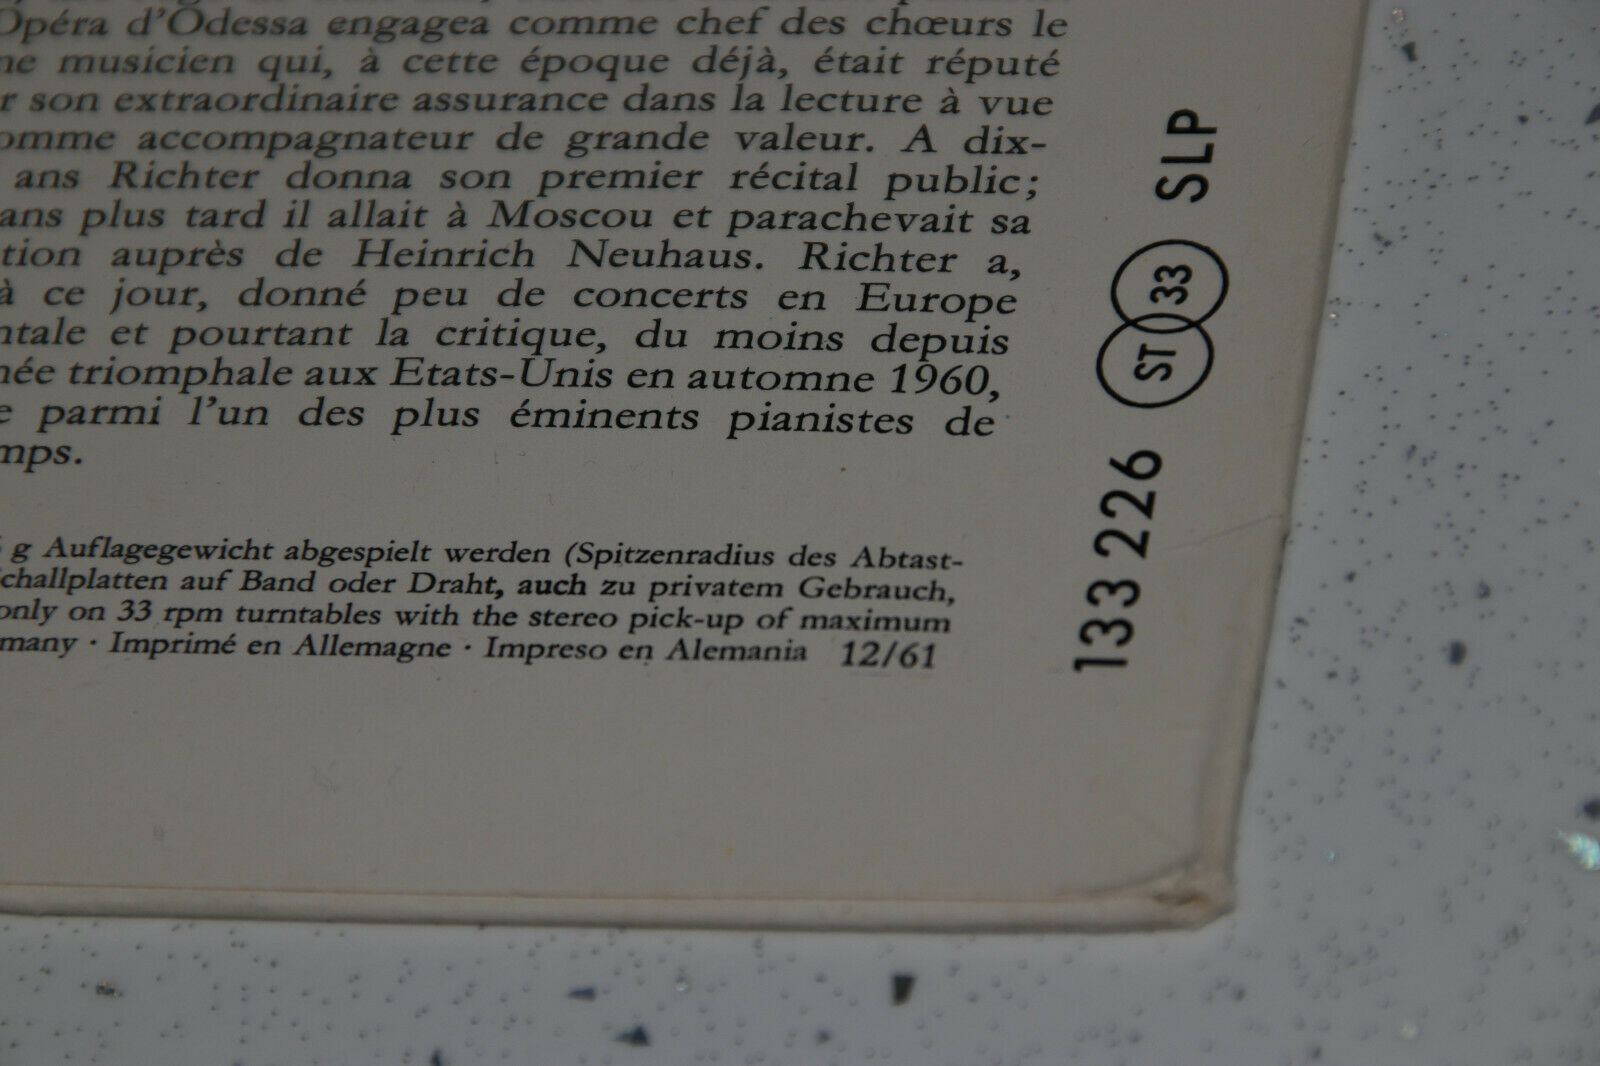 Opéra d'Odessa engagea comme chef des chœurs le
ne musicien qui, à cette époque déjà, était réputé
r son extraordinaire assurance dans la lecture à vue
omme accompagnateur de grande valeur. A dix-
ans Richter donna son premier récital public;
ans plus tard il allait à Moscou et parachevait sa
tion auprès de Heinrich Neuhaus. Richter a,
à ce jour, donné peu de concerts en Europe
ntale et pourtant la critique, du moins depuis
née triomphale aux Etats-Unis en automne 1960,
e parmi l'un des plus éminents pianistes de
mps.
g Auflagegewicht abgespielt werden (Spitzenradius des Abtast-
challplatten auf Band oder Draht, auch zu privatem Gebrauch,
only on 33 rpm turntables with the stereo pick-up of maximum
many · Imprimé en Allemagne · Impreso en Alemania 12/61
133 226 ST 33 SLP